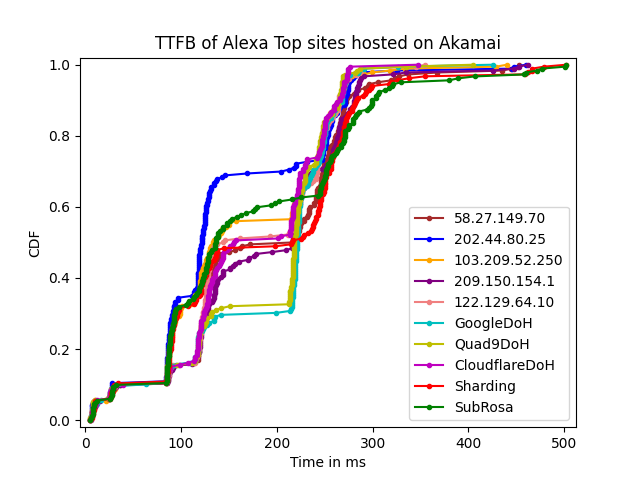 TTFB of Alexa Top sites hosted on Akamai
1.0
0.8
0.6
0.4
0.2
0.0
CDF
0
100
200
300
400
500
Time in ms
58.27.149.70
202.44.80.25
103.209.52.250
209.150.154.1
122.129.64.10
GoogleDoH
Quad9DoH
CloudflareDoH
Sharding
SubRosa